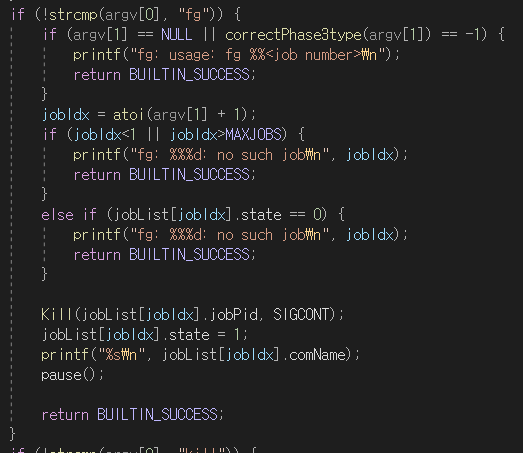 if (!strcmp(argv[0], "fg")) {
if (argv[1] == NULL || correctPhase3type(argv[1]) == -1) {
printf("fg: usage: fg %%<job number>₩n");
return BUILTIN_SUCCESS;
}
jobIdx = atoi(argv[1] + 1);
if (jobIdx<1 || jobIdx>MAXJOBS) {
printf("fg: %%%d: no such job₩n", jobIdx);
return BUILTIN_SUCCESS;
}
else if (jobList[jobIdx].state == 0) {
printf("fg: %%%d: no such job₩n", jobIdx);
return BUILTIN_SUCCESS;
}
Kill(jobList[jobIdx].jobPid, SIGCONT);
jobList[jobIdx].state = 1;
printf("%s₩n", jobList[jobIdx].comName);
pause();
return BUILTIN_SUCCESS;
}
if (!strcmp(argv[0], "kill")) {